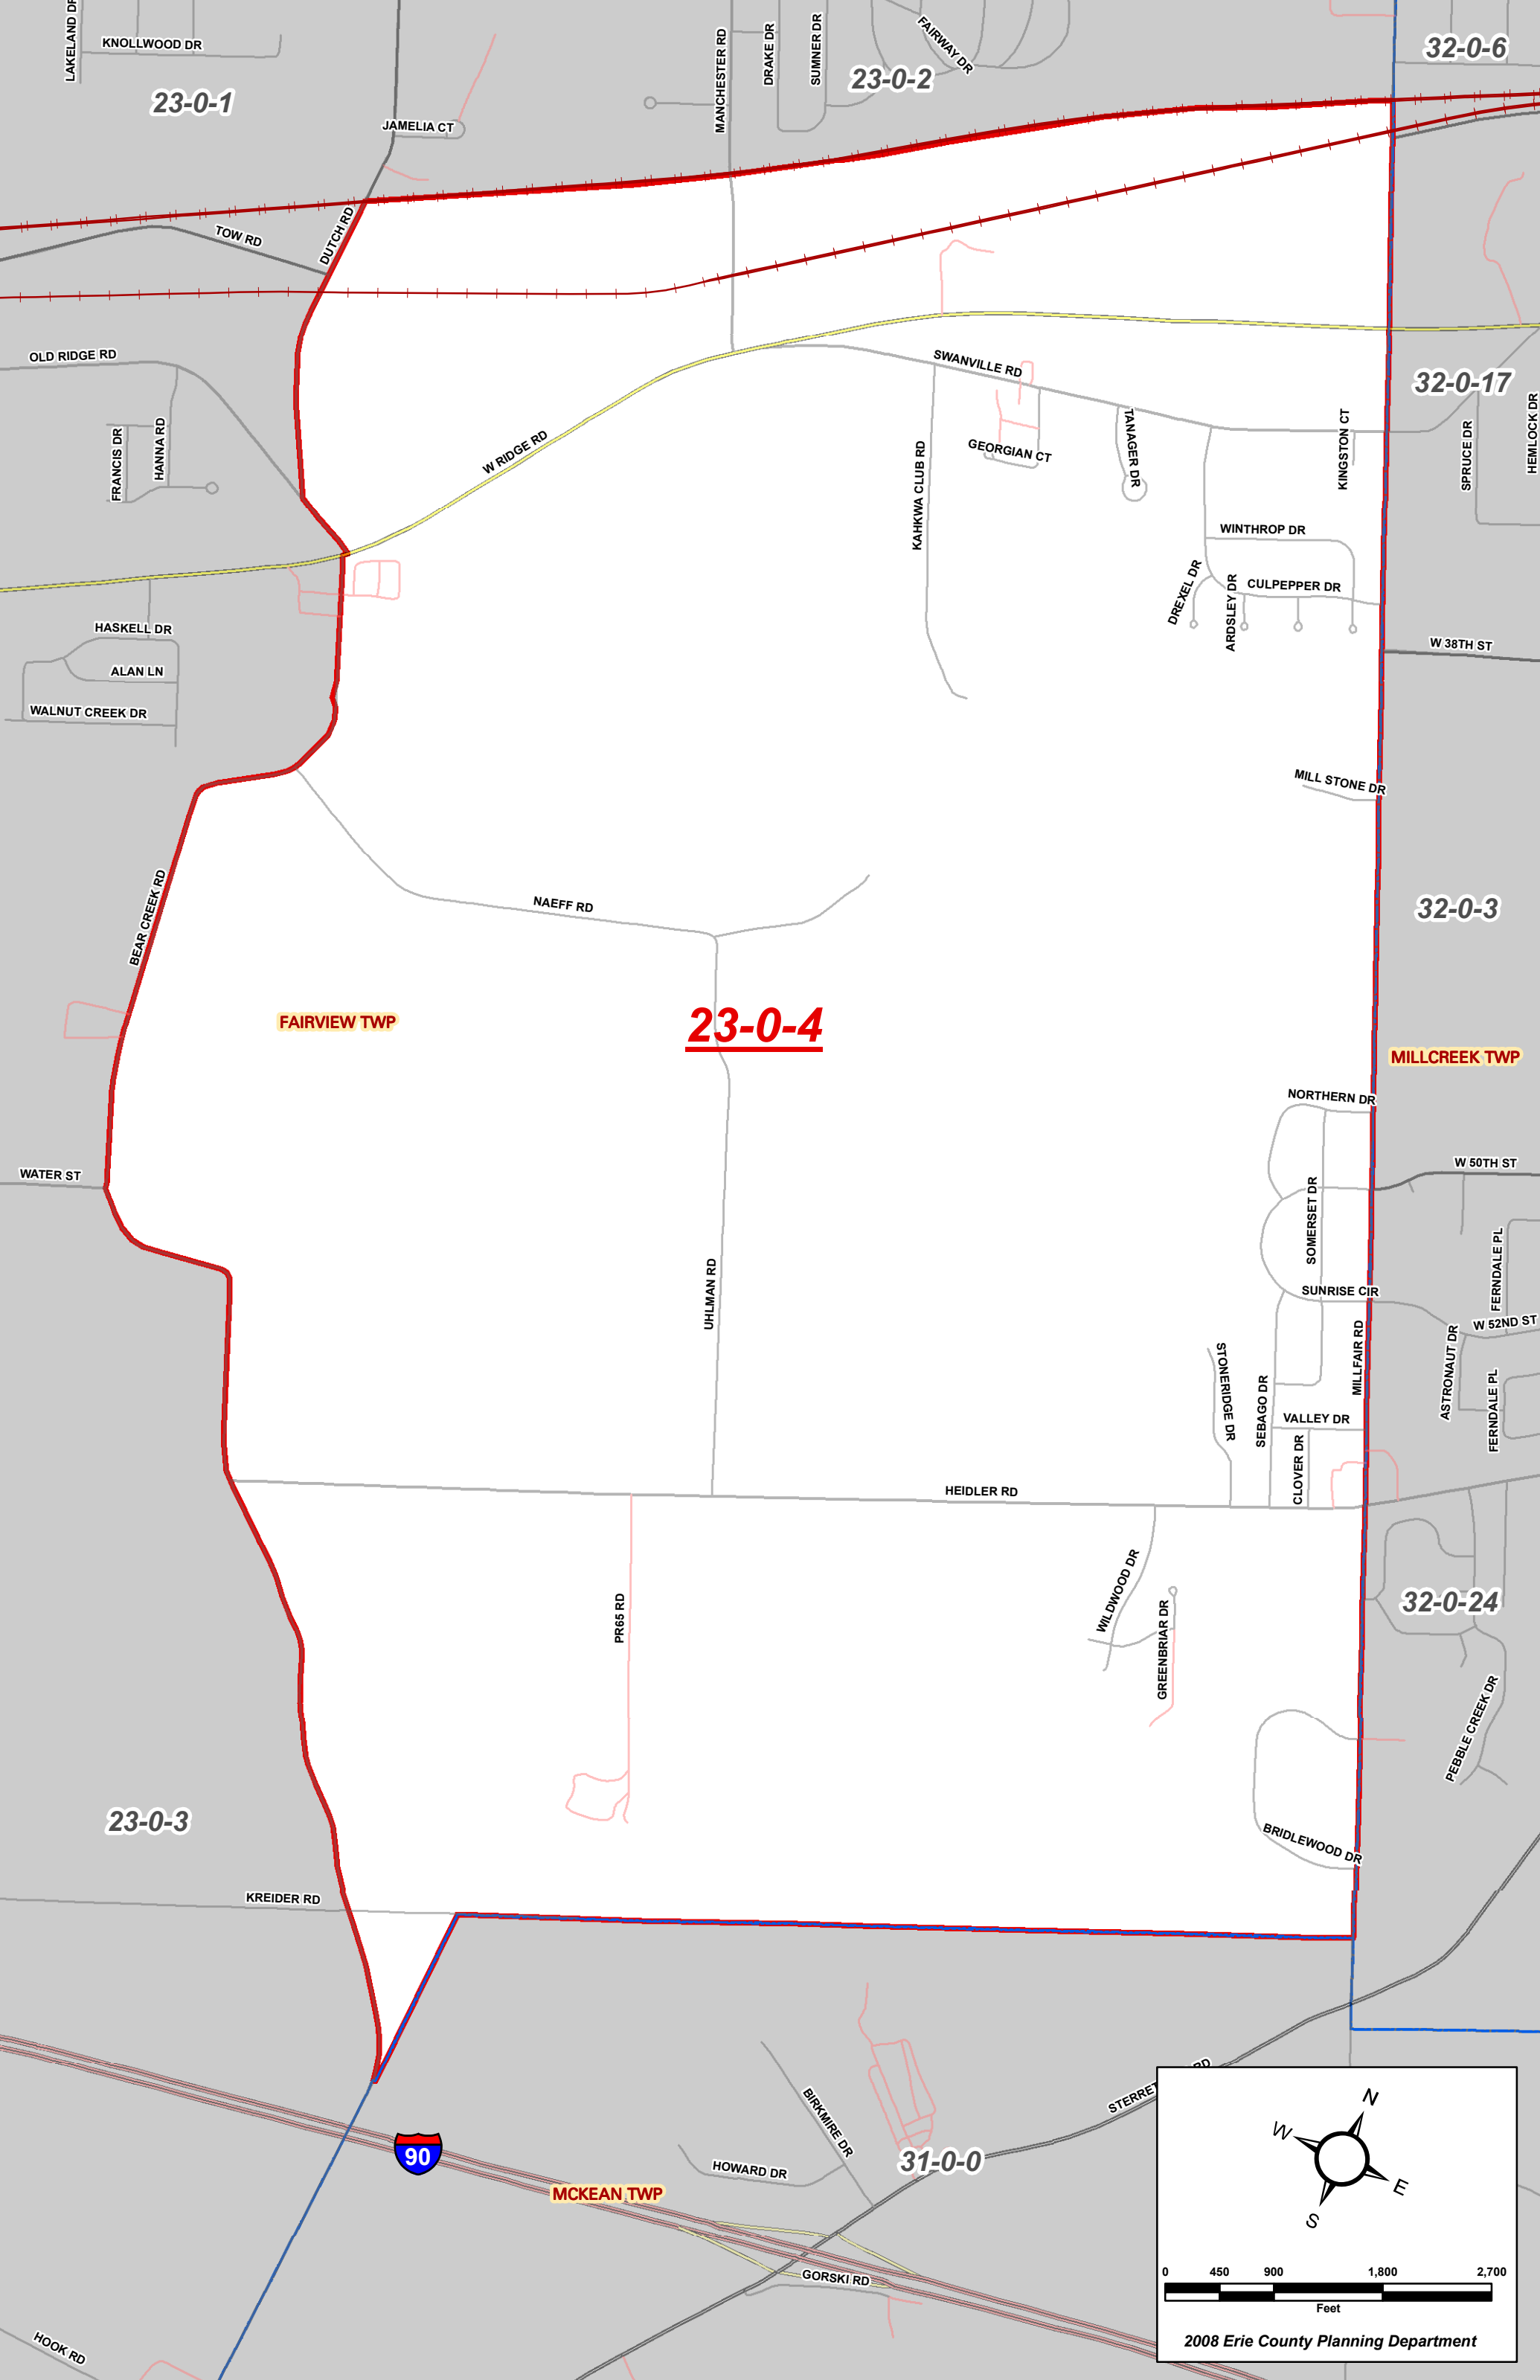 LAKELAND DR
KNOLLWOOD DR
23-0-1
JAMELIA CT
MANCHESTER RD
DRAKE DR
SUMNER DR
23-0-2
FAIRWAY DR
32-0-6
TOW RD
DUTCH RD
OLD RIDGE RD
FRANCIS DR
HANNA RD
W RIDGE RD
SWANVILLE RD
KAHKWA CLUB RD
GEORGIAN CT
TANAGER DR
KINGSTON CT
32-0-17
SPRUCE DR
HEMLOCK DR
WINTHROP DR
DREXEL DR
ARDSLEY DR
CULPEPPER DR
HASKELL DR
ALAN LN
WALNUT CREEK DR
W 38TH ST
MILL STONE DR
BEAR CREEK RD
NAEFF RD
32-0-3
FAIRVIEW TWP
23-0-4
MILLCREEK TWP
NORTHERN DR
WATER ST
W 50TH ST
SOMERSET DR
UHLMAN RD
SUNRISE CIR
FERNDALE PL
W 52ND ST
STONERIDGE DR
SEBAGO DR
MILLFAIR RD
ASTRONAUT DR
FERNDALE PL
VALLEY DR
CLOVER DR
HEIDLER RD
PR65 RD
WILDWOOD DR
GREENBRIAR DR
32-0-24
PEBBLE CREEK DR
23-0-3
BRIDLEWOOD DR
KREIDER RD
BIRKMIRE DR
HOWARD DR
31-0-0
90
MCKEAN TWP
GORSKI RD
HOOK RD
N
W
E
S
0 450 900 1,800 2,700
Feet
2008 Erie County Planning Department